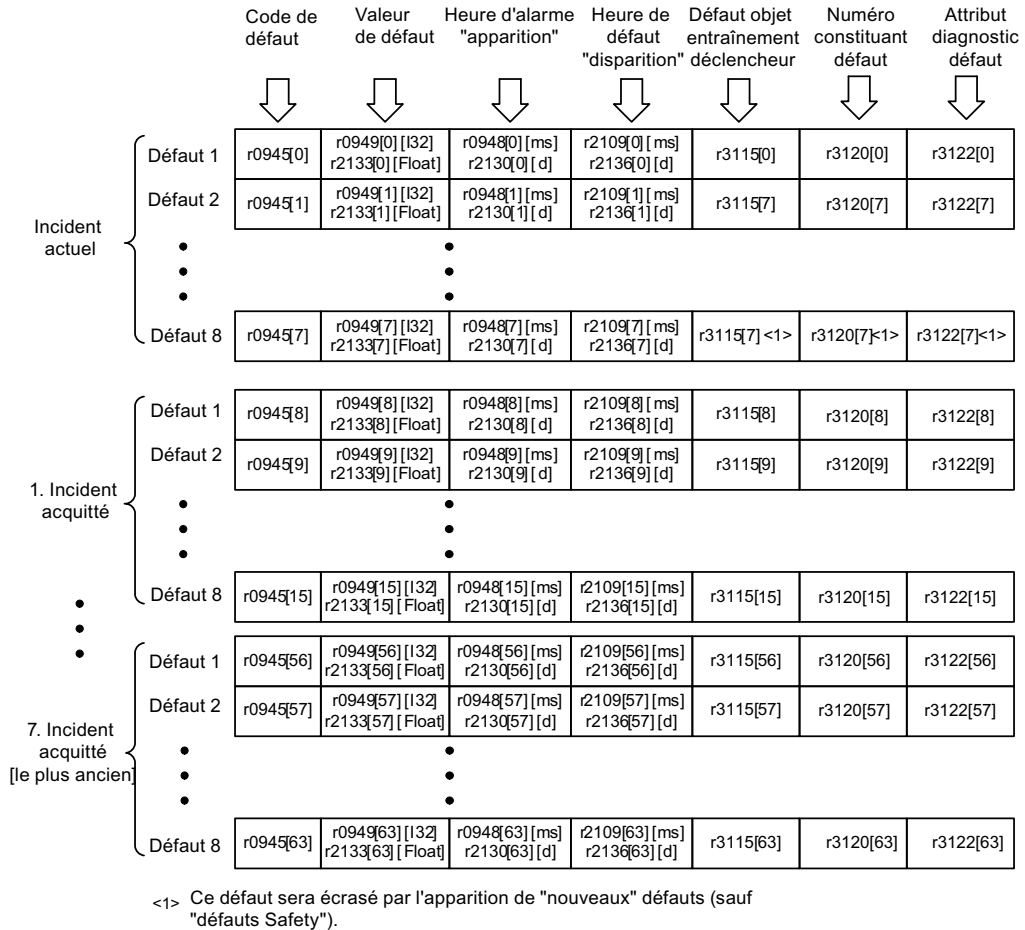 Code de défaut
Valeur de défaut
Heure d'alarme "apparition"
Heure de défaut "disparition"
Défaut objet entraînement déclencheur
Numéro constituant défaut
Attribut diagnostic défaut
Incident actuel
Défaut 1
r0945[0]
r0949[0] [I32]
r2133[0] [Float]
r0948[0] [ms]
r2130[0] [d]
r2109[0] [ms]
r2136[0] [d]
r3115[0]
r3120[0]
r3122[0]
Défaut 2
r0945[1]
r0949[1] [I32]
r2133[1] [Float]
r0948[1] [ms]
r2130[1] [d]
r2109[1] [ms]
r2136[1] [d]
r3115[7]
r3120[7]
r3122[7]
Défaut 8
r0945[7]
r0949[7] [I32]
r2133[7] [Float]
r0948[7] [ms]
r2130[7] [d]
r2109[7] [ms]
r2136[7] [d]
r3115[7] <1>
r3120[7]<1>
r3122[7]<1>
1. Incident acquitté
Défaut 1
r0945[8]
r0949[8] [I32]
r2133[8] [Float]
r0948[8] [ms]
r2130[8] [d]
r2109[8] [ms]
r2136[8] [d]
r3115[8]
r3120[8]
r3122[8]
Défaut 2
r0945[9]
r0949[9] [I32]
r2133[9] [Float]
r0948[9] [ms]
r2130[9] [d]
r2109[9] [ms]
r2136[9] [d]
r3115[9]
r3120[9]
r3122[9]
Défaut 8
r0945[15]
r0949[15] [I32]
r2133[15] [Float]
r0948[15] [ms]
r2130[15] [d]
r2109[15] [ms]
r2136[15] [d]
r3115[15]
r3120[15]
r3122[15]
7. Incident acquitté [le plus ancien]
Défaut 1
r0945[56]
r0949[56] [I32]
r2133[56] [Float]
r0948[56] [ms]
r2130[56] [d]
r2109[56] [ms]
r2136[56] [d]
r3115[56]
r3120[56]
r3122[56]
Défaut 2
r0945[57]
r0949[57] [I32]
r2133[57] [Float]
r0948[57] [ms]
r2130[57] [d]
r2109[57] [ms]
r2136[57] [d]
r3115[57]
r3120[57]
r3122[57]
Défaut 8
r0945[63]
r0949[63] [I32]
r2133[63] [Float]
r0948[63] [ms]
r2130[63] [d]
r2109[63] [ms]
r2136[63] [d]
r3115[63]
r3120[63]
r3122[63]
<1> Ce défaut sera écrasé par l'apparition de "nouveaux" défauts (sauf
"défauts Safety").